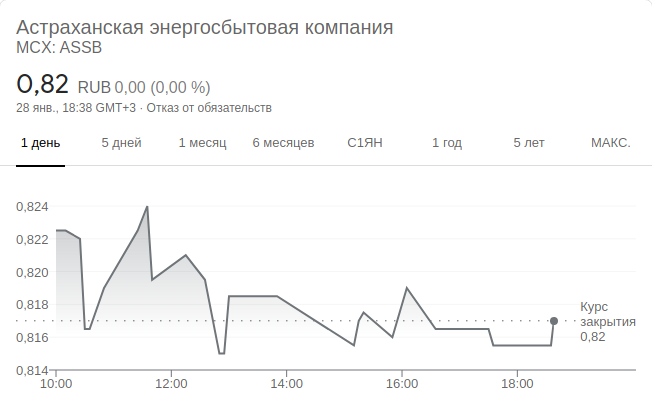 Астраханская энергосбытовая компания
MCX: ASSB
0,82 RUB 0,00 (0,00 %)
28 янв., 18:38 GMT+3 · Отказ от обязательств
1 день 5 дней 1 месяц 6 месяцев С1ЯН 1 год 5 лет МАКС.
0,824
0,822
0,820
0,818
0,816
0,814
Курс
закрытия
0,82
10:00 12:00 14:00 16:00 18:00